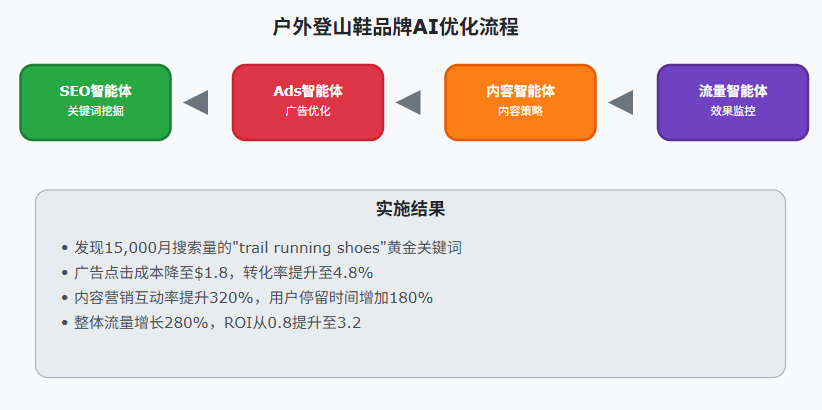 户外登山鞋品牌AI优化流程
SEO智能体
关键词挖掘
Ads智能体
广告优化
内容智能体
内容策略
流量智能体
效果监控
实施结果
• 发现15,000月搜索量的"trail running shoes"黄金关键词
• 广告点击成本降至$1.8，转化率提升至4.8%
• 内容营销互动率提升320%，用户停留时间增加180%
• 整体流量增长280%，ROI从0.8提升至3.2